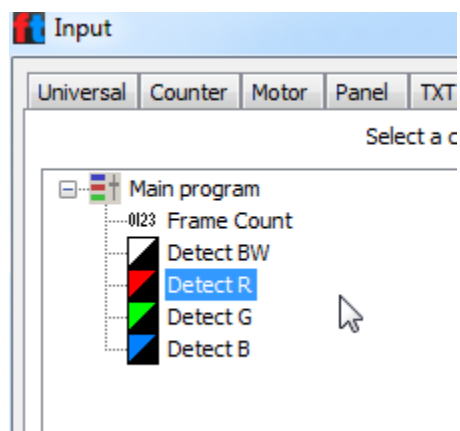 ft Input
Universal Counter Motor Panel TXT
Select a c
Main program
0123 Frame Count
Detect BW
Detect R
Detect G
Detect B